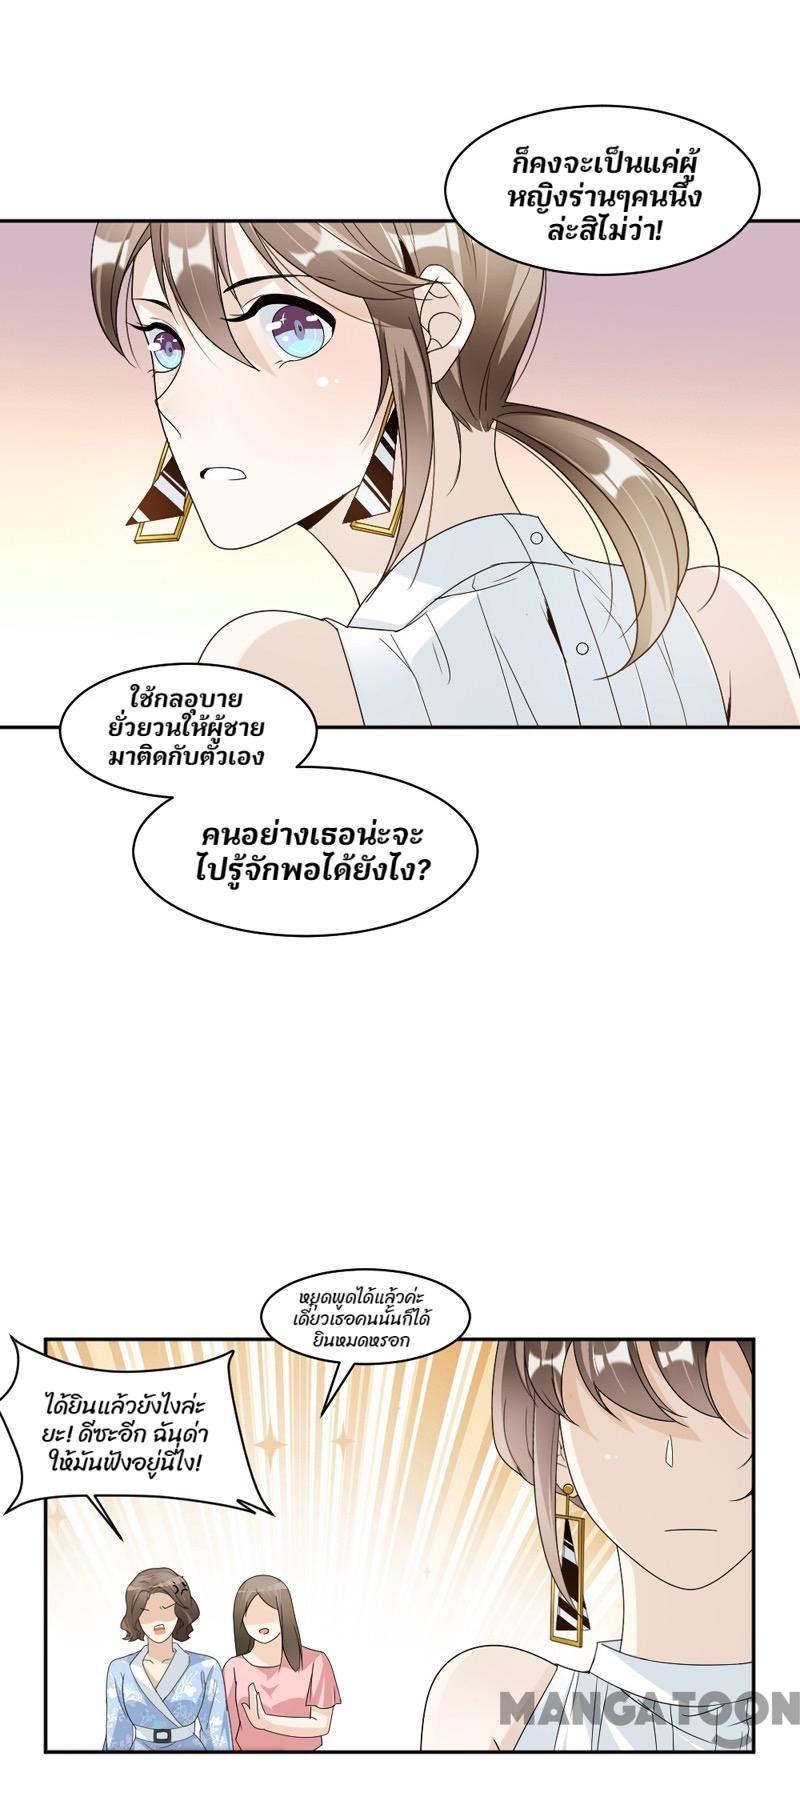 ก็คงจะเป็นแค่ผู้
หญิงร่านๆคนนึง
ล่ะสิไม่ว่า!
ใช้กลอุบาย
ยั่วยวนให้ผู้ชาย
มาติดกับตัวเอง
คนอย่างเธอน่ะจะ
ไปรู้จักพอได้ยังไง?
หยุดพูดได้แล้วค่ะ
เดี๋ยวเธอคนนั้นก็ได้
ยินหมดหรอก
ได้ยินแล้วยังไงล่ะ
ยะ! ดีซะอีก ฉันด่า
ให้มันฟังอยู่นี่ไง!
MANGATOON